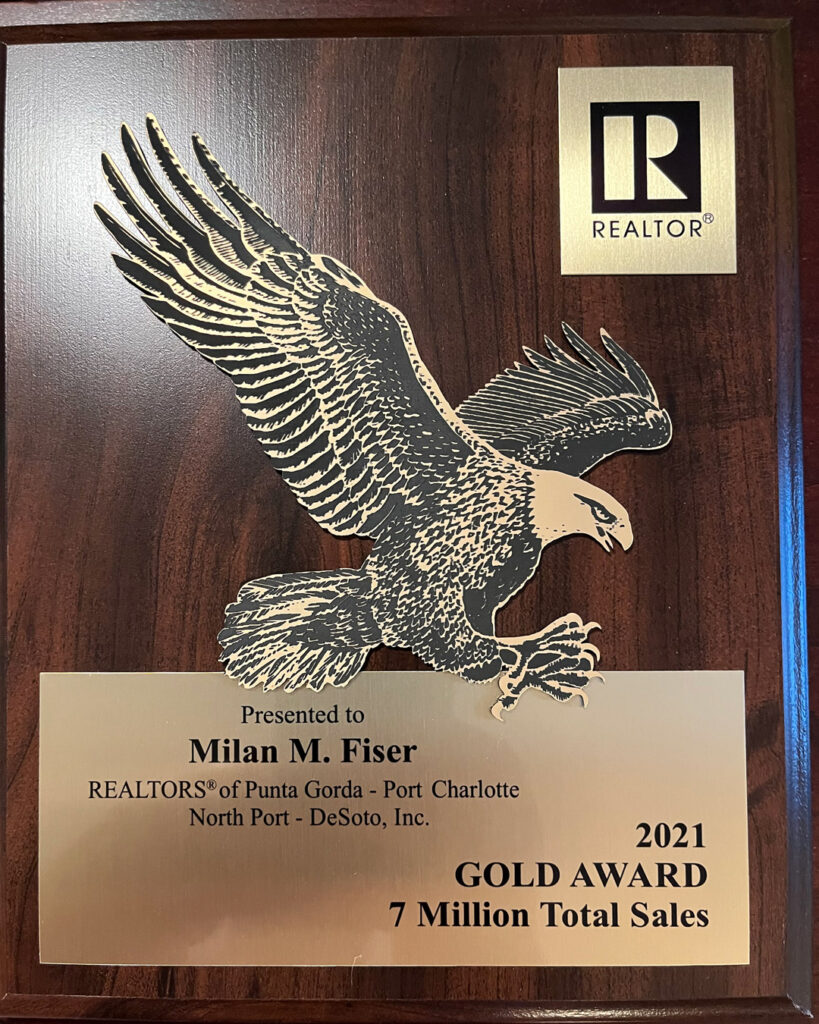 R
REALTOR®
Presented to
Milan M. Fiser
REALTORS® of Punta Gorda - Port Charlotte
North Port - DeSoto, Inc.
2021
GOLD AWARD
7 Million Total Sales